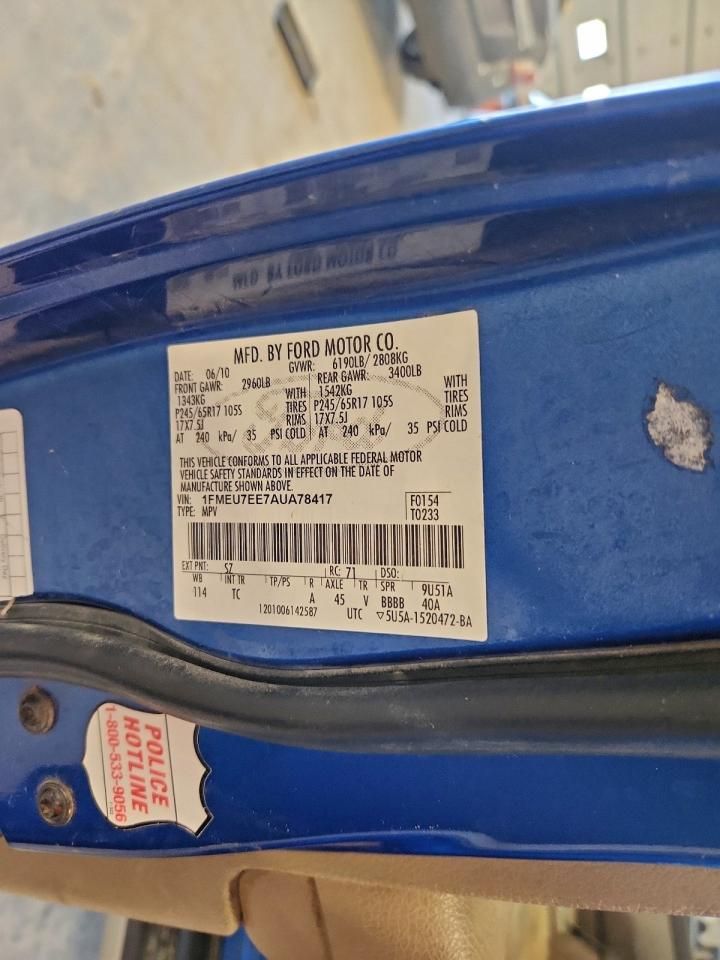 MFD. BY FORD MOTOR CO.
DATE: 06/10 GVWR: 6190LB/ 2808KG
FRONT GAWR: 2960LB REAR GAWR: 3400LB
1343KG WITH 1542KG WITH
P245/65R17 105S TIRES P245/65R17 105S TIRES
17X7.5J RIMS 17X7.5J RIMS
AT 240 kPa/ 35 PSI COLD AT 240 kPa/ 35 PSI COLD
THIS VEHICLE CONFORMS TO ALL APPLICABLE FEDERAL MOTOR
VEHICLE SAFETY STANDARDS IN EFFECT ON THE DATE OF
MANUFACTURE SHOWN ABOVE.
VIN: 1FMEU7EE7AUA78417 F0154
TYPE: MPV T0233
EXT PNT: SZ RC: 71 DSO:
WB INT TR TP/PS R AXLE TR SPR 9U51A
114 TC A 45 V BBBB 40A
1201006142587 UTC ▽5U5A-1520472-BA
POLICE
HOTLINE
1-800-533-9056